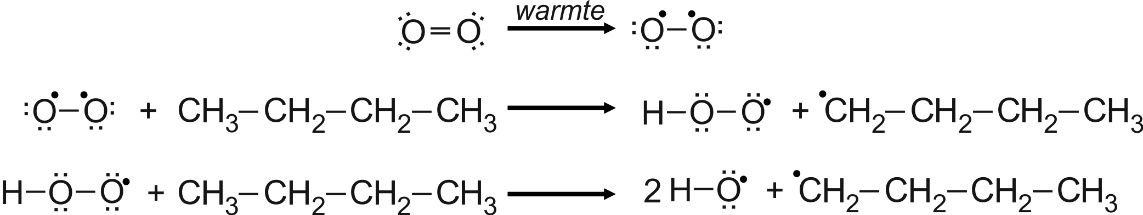 warmte
O=O → •O–O•
•O–O• + CH₃–CH₂–CH₂–CH₃ → H–O–O• + •CH₂–CH₂–CH₂–CH₃
H–O–O• + CH₃–CH₂–CH₂–CH₃ → 2 H–O• + •CH₂–CH₂–CH₂–CH₃